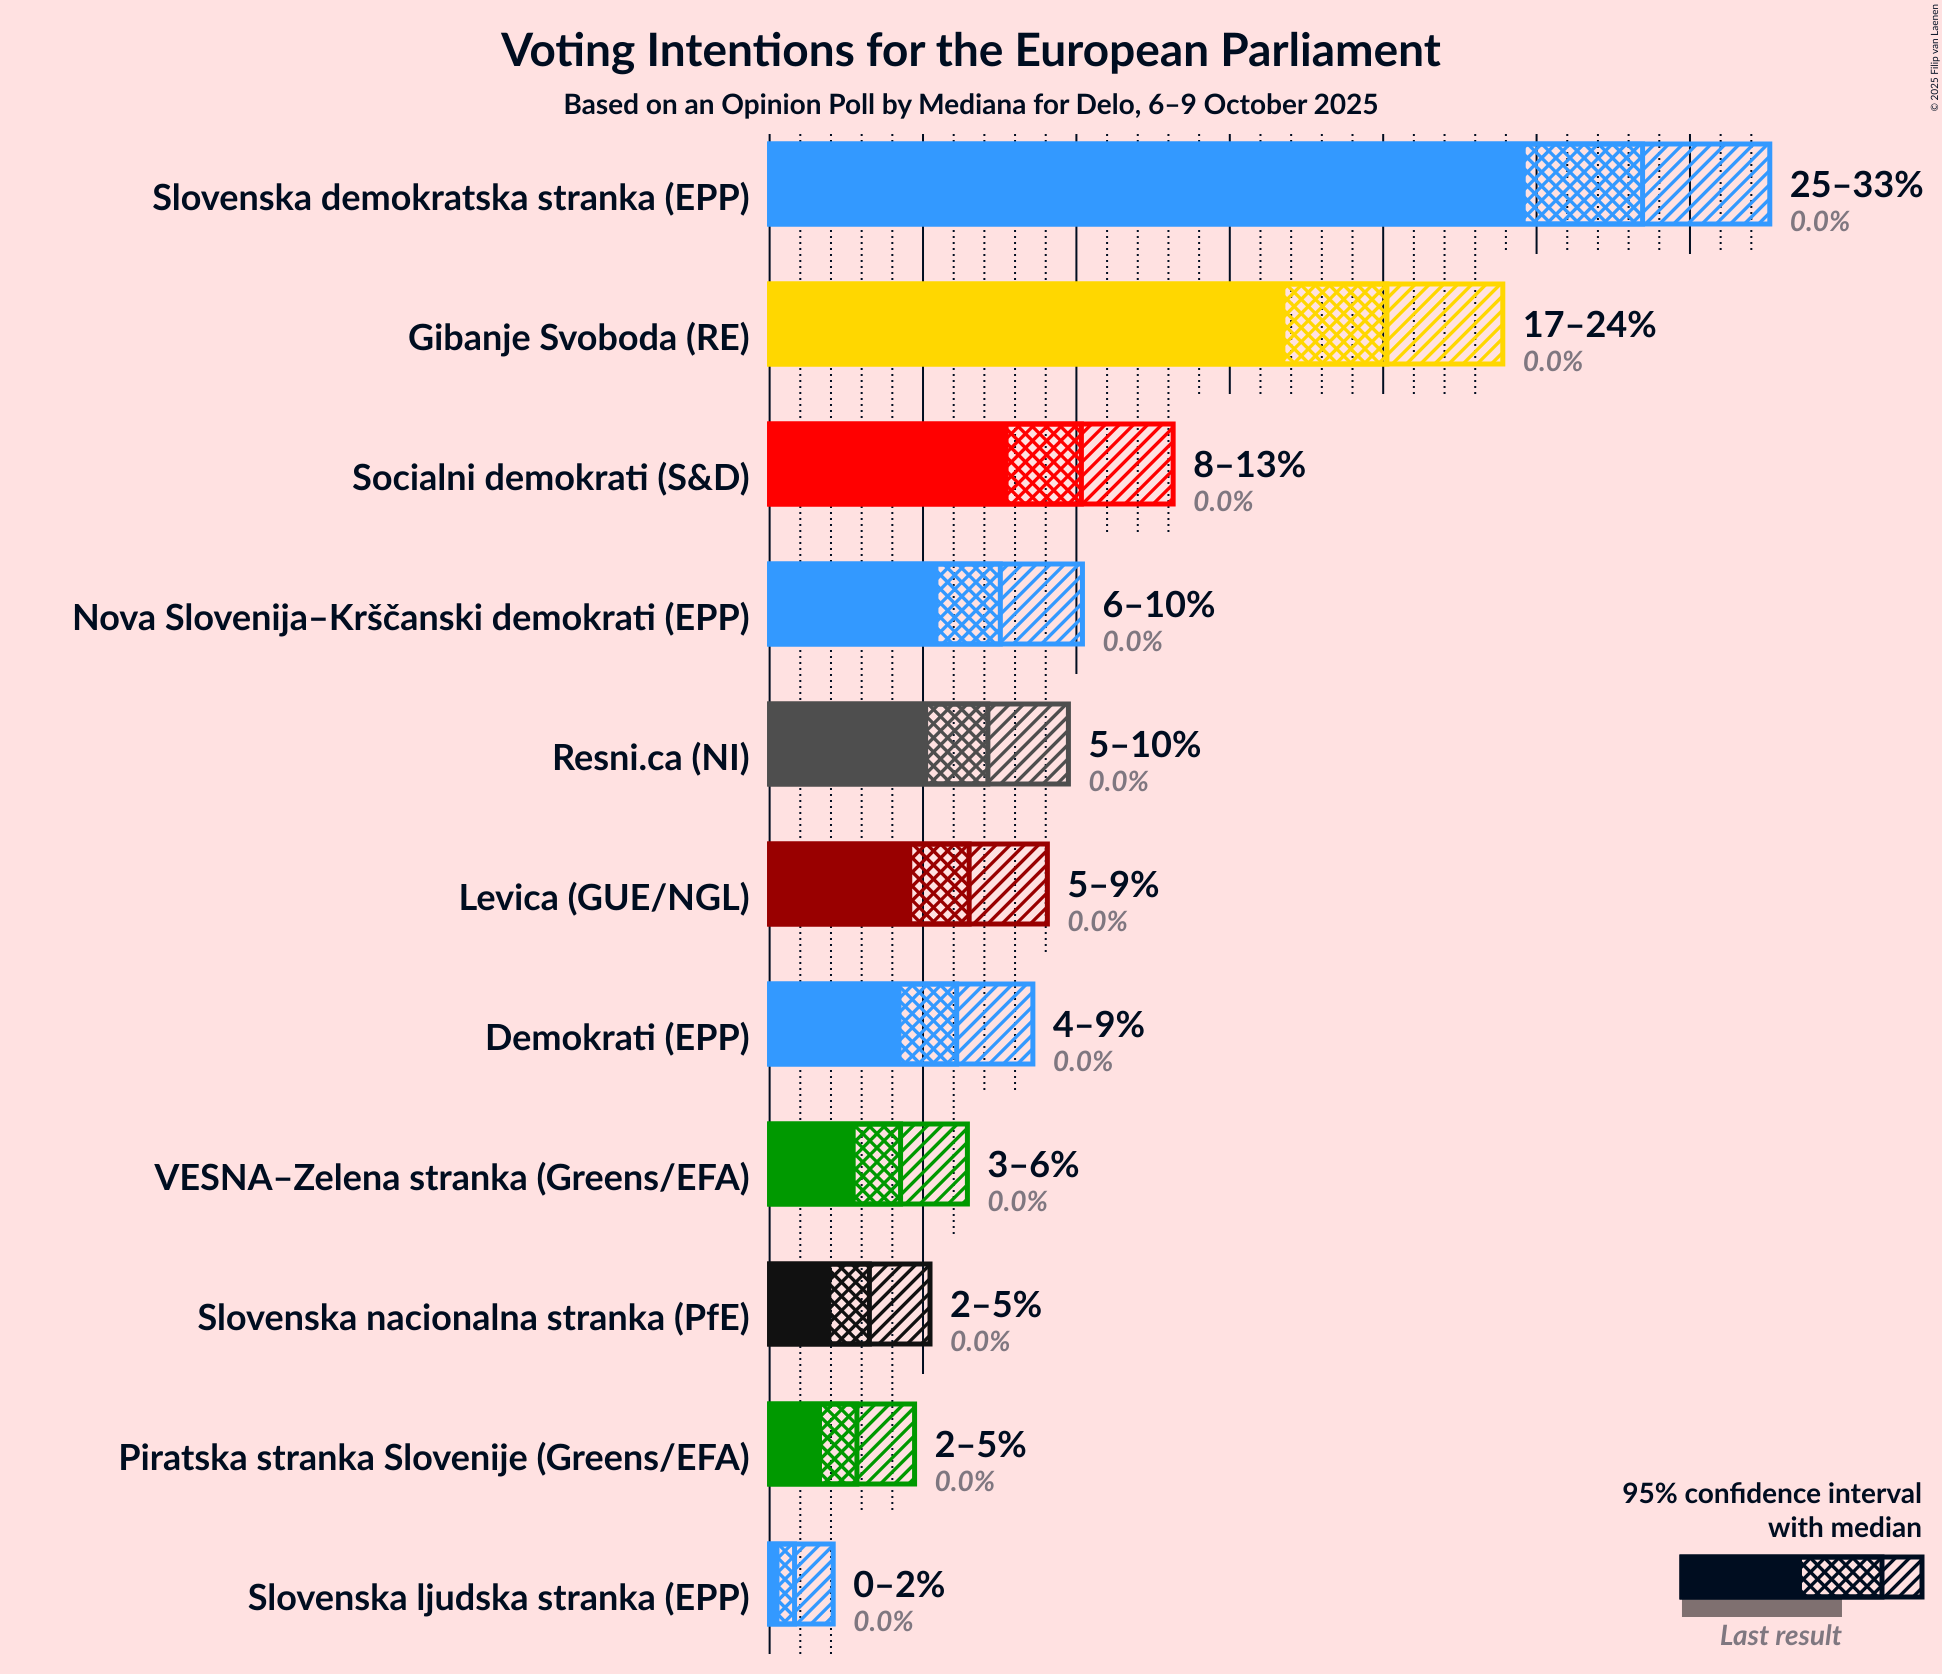 Voting Intentions for the European Parliament
Based on an Opinion Poll by Mediana for Delo, 6–9 October 2025
© 2025 Filip van Laenen
Slovenska demokratska stranka (EPP)
25–33%
0.0%
Gibanje Svoboda (RE)
17–24%
0.0%
Socialni demokrati (S&D)
8–13%
0.0%
Nova Slovenija–Krščanski demokrati (EPP)
6–10%
0.0%
Resni.ca (NI)
5–10%
0.0%
Levica (GUE/NGL)
5–9%
0.0%
Demokrati (EPP)
4–9%
0.0%
VESNA–Zelena stranka (Greens/EFA)
3–6%
0.0%
Slovenska nacionalna stranka (PfE)
2–5%
0.0%
Piratska stranka Slovenije (Greens/EFA)
2–5%
0.0%
Slovenska ljudska stranka (EPP)
0–2%
0.0%
95% confidence interval
with median
Last result